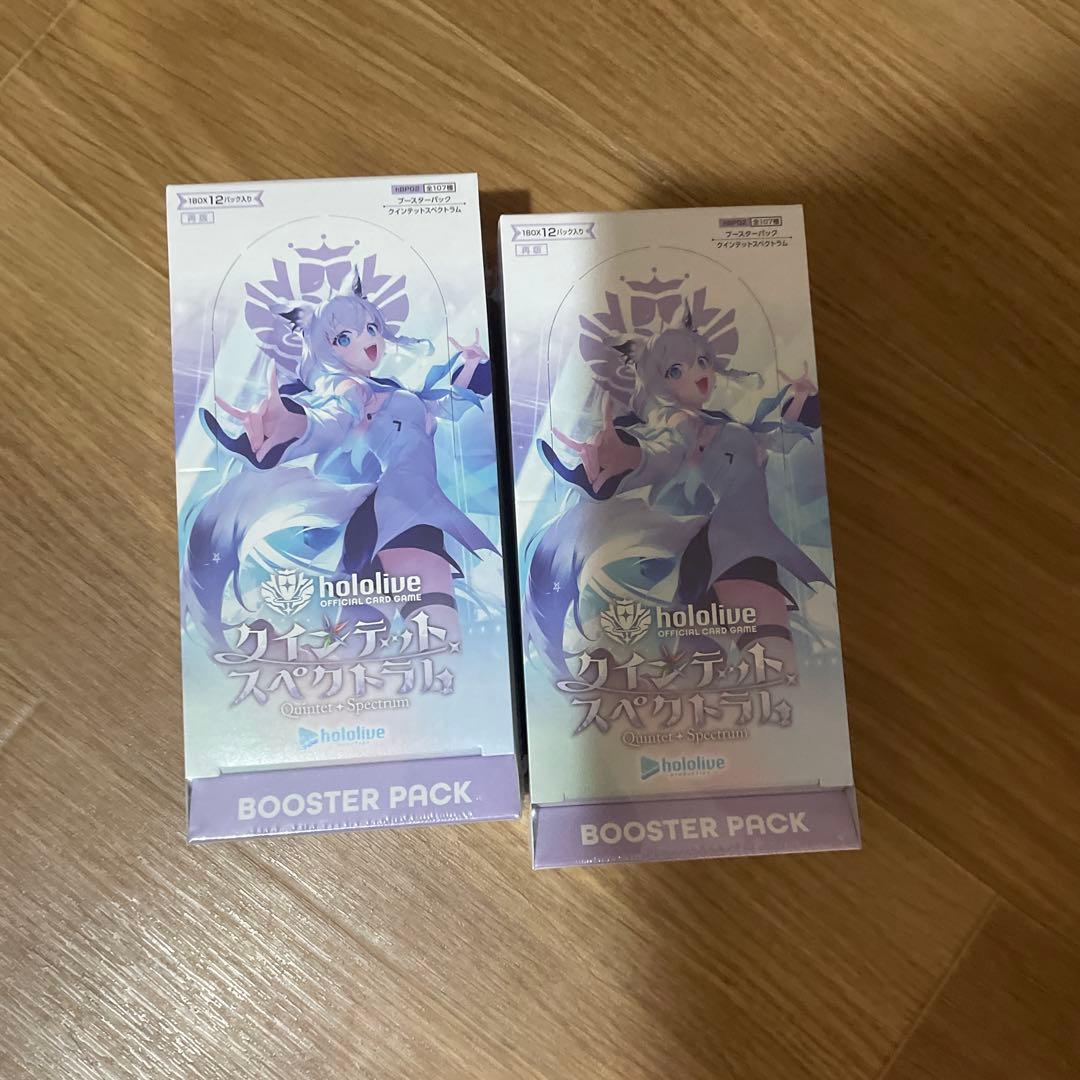 1BOX 12パック入り
再版
hBP02 全107種
ブースターパック
クインテットスペクトラム
hololive
OFFICIAL CARD GAME
クインテット
スペクトラム
Quintet Spectrum
hololive
BOOSTER PACK
1BOX 12パック入り
再版
hBP02 全107種
ブースターパック
クインテットスペクトラム
hololive
OFFICIAL CARD GAME
クインテット
スペクトラム
Quintet Spectrum
hololive
production
BOOSTER PACK